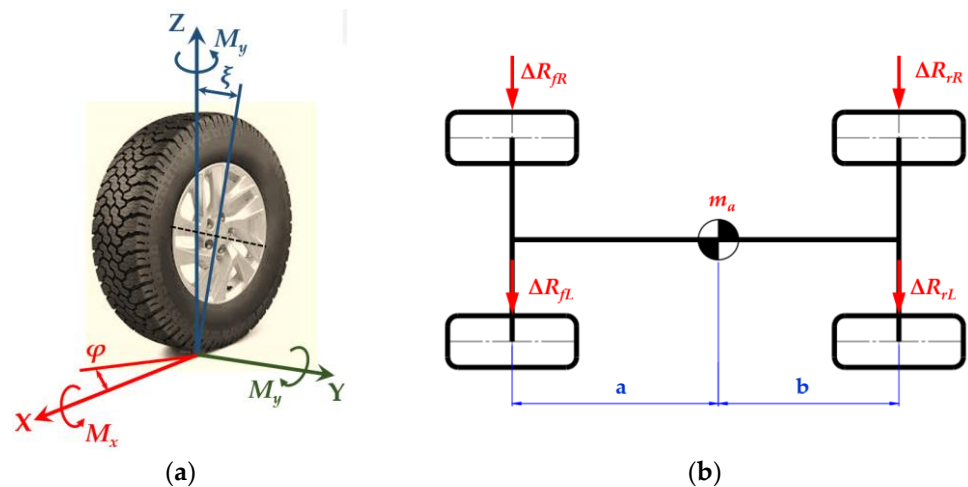 Z
M_y
ξ
φ
X
M_x
M_y
Y
(a)
ΔR_fR
ΔR_rR
m_a
ΔR_fL
ΔR_rL
a
b
(b)